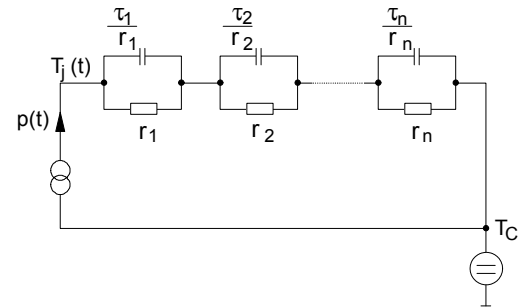 τ1 τ2 τn
r1 r2 rn
Tj (t)
p(t)
r1 r2 rn
TC